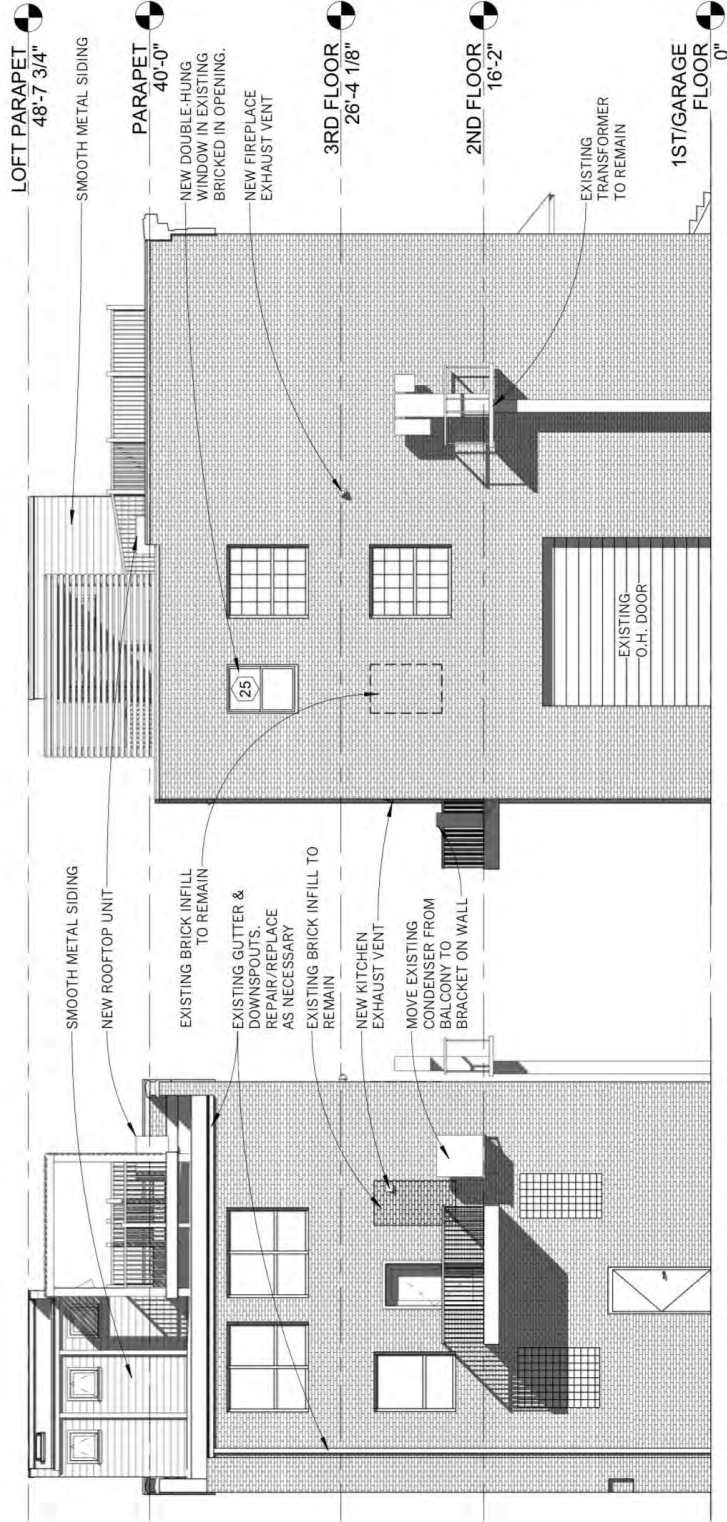 LOFT PARAPET
48'-7 3/4"
SMOOTH METAL SIDING
PARAPET
40'-0"
NEW DOUBLE-HUNG
WINDOW IN EXISTING
BRICKED IN OPENING.
NEW FIREPLACE
EXHAUST VENT
3RD FLOOR
26'-4 1/8"
2ND FLOOR
16'-2"
EXISTING
TRANSFORMER
TO REMAIN
1ST/GARAGE
FLOOR
0"
25
EXISTING
O.H. DOOR
SMOOTH METAL SIDING
NEW ROOFTOP UNIT
EXISTING BRICK INFILL
TO REMAIN
EXISTING GUTTER &
DOWNSPOUTS.
REPAIR/REPLACE
AS NECESSARY
EXISTING BRICK INFILL TO
REMAIN
NEW KITCHEN
EXHAUST VENT
MOVE EXISTING
CONDENSER FROM
BALCONY TO
BRACKET ON WALL